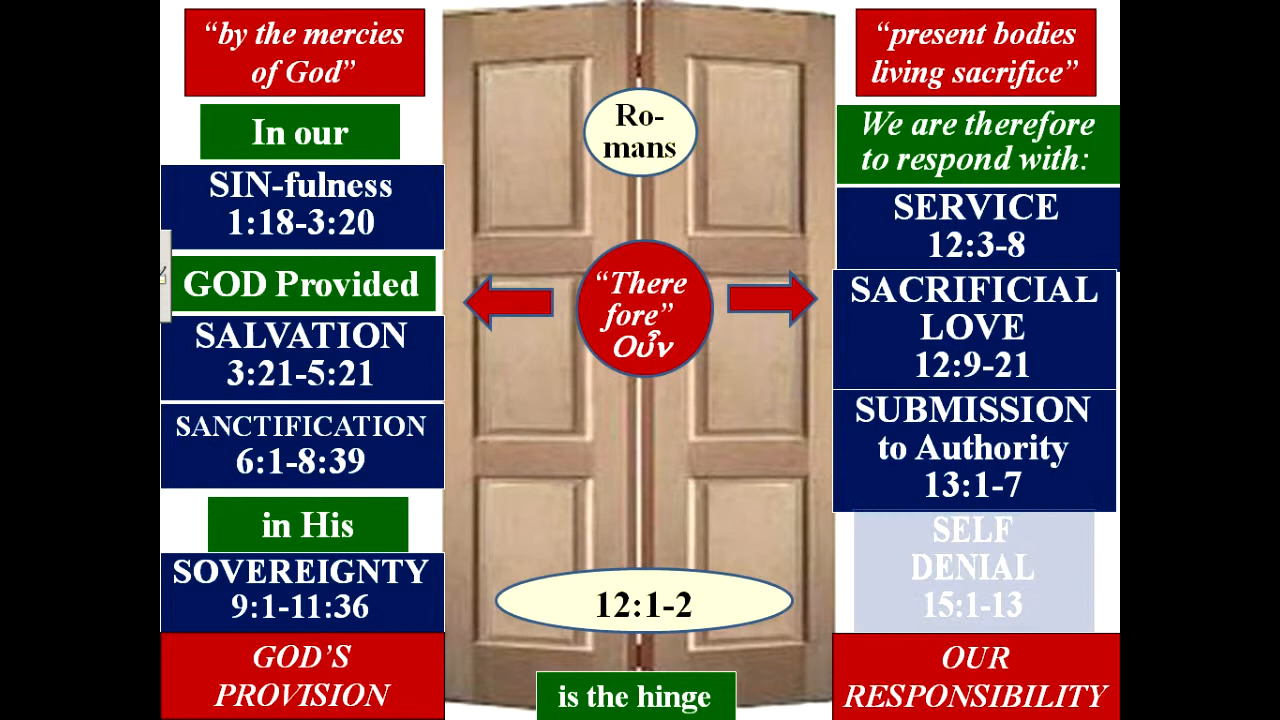 “by the mercies
of God”
In our
SIN-fulness
1:18-3:20
GOD Provided
SALVATION
3:21-5:21
SANCTIFICATION
6:1-8:39
in His
SOVEREIGNTY
9:1-11:36
GOD’S
PROVISION
Ro-
mans
“There
fore”
Οὖν
12:1-2
is the hinge
“present bodies
living sacrifice”
We are therefore
to respond with:
SERVICE
12:3-8
SACRIFICIAL
LOVE
12:9-21
SUBMISSION
to Authority
13:1-7
SELF
DENIAL
15:1-13
OUR
RESPONSIBILITY